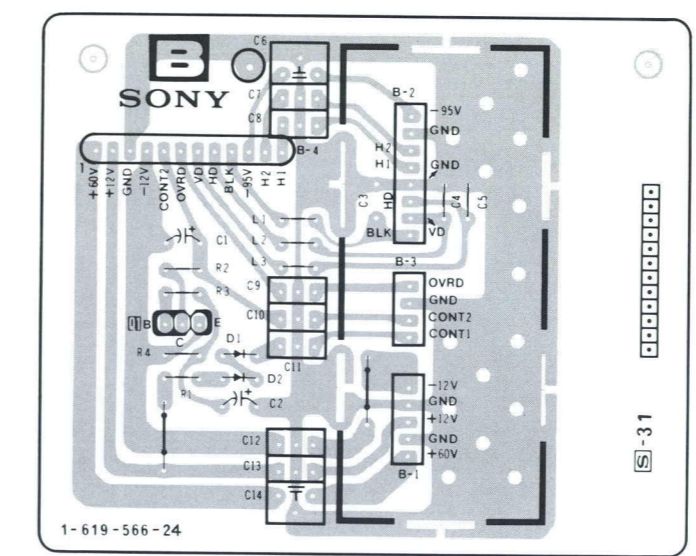 B
SONY
C6
C7
C8
B-4
1
+60V
+12V
GND
-12V
CONT2
OVRD
VD
HD
BLK
-95V
H2
H1
B-2
-95V
GND
H2
H1
GND
HD
BLK
VD
C3
C4
C5
L1
L2
L3
C1
R2
R3
B
E
C
R4
D1
D2
R1
C2
C9
C10
C11
B-3
OVRD
GND
CONT2
CONT1
-12V
GND
+12V
GND
+60V
B-1
C12
C13
C14
1-619-566-24
S-31